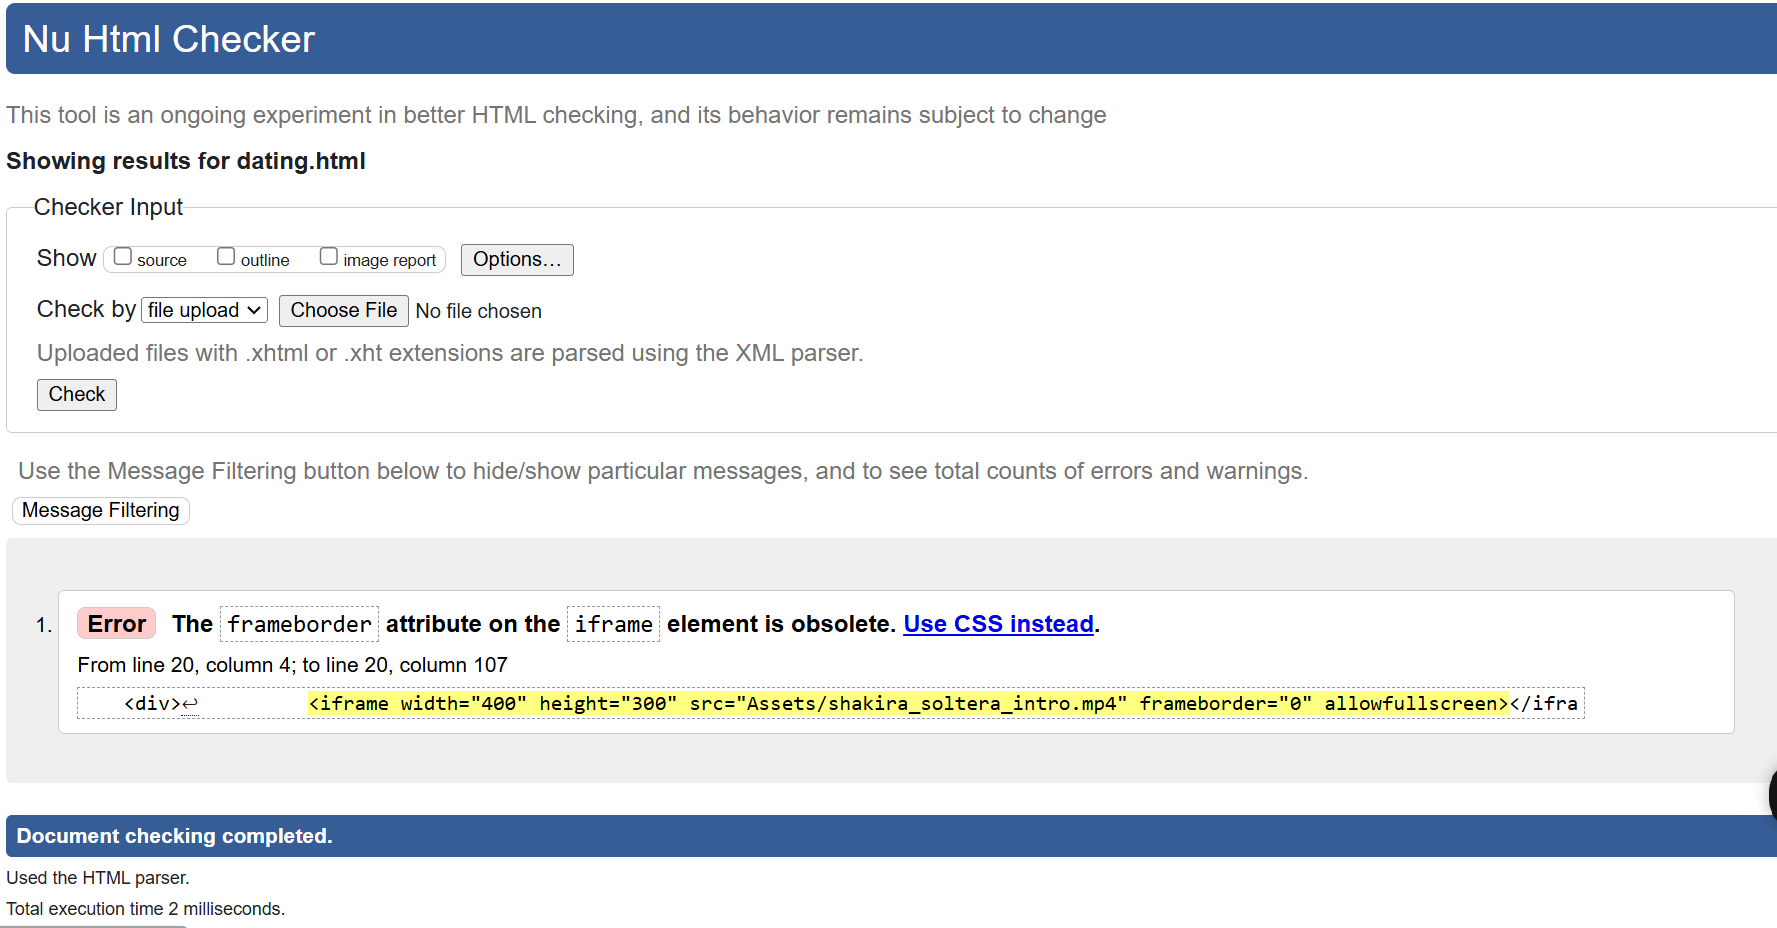 Nu Html Checker
This tool is an ongoing experiment in better HTML checking, and its behavior remains subject to change
Showing results for dating.html
Checker Input
Show source outline image report Options...
Check by file upload Choose File No file chosen
Uploaded files with .xhtml or .xht extensions are parsed using the XML parser.
Check
Use the Message Filtering button below to hide/show particular messages, and to see total counts of errors and warnings.
Message Filtering
1. Error The frameborder attribute on the iframe element is obsolete. Use CSS instead.
From line 20, column 4; to line 20, column 107
<div>↩ <iframe width="400" height="300" src="Assets/shakira_soltera_intro.mp4" frameborder="0" allowfullscreen></ifra
Document checking completed.
Used the HTML parser.
Total execution time 2 milliseconds.